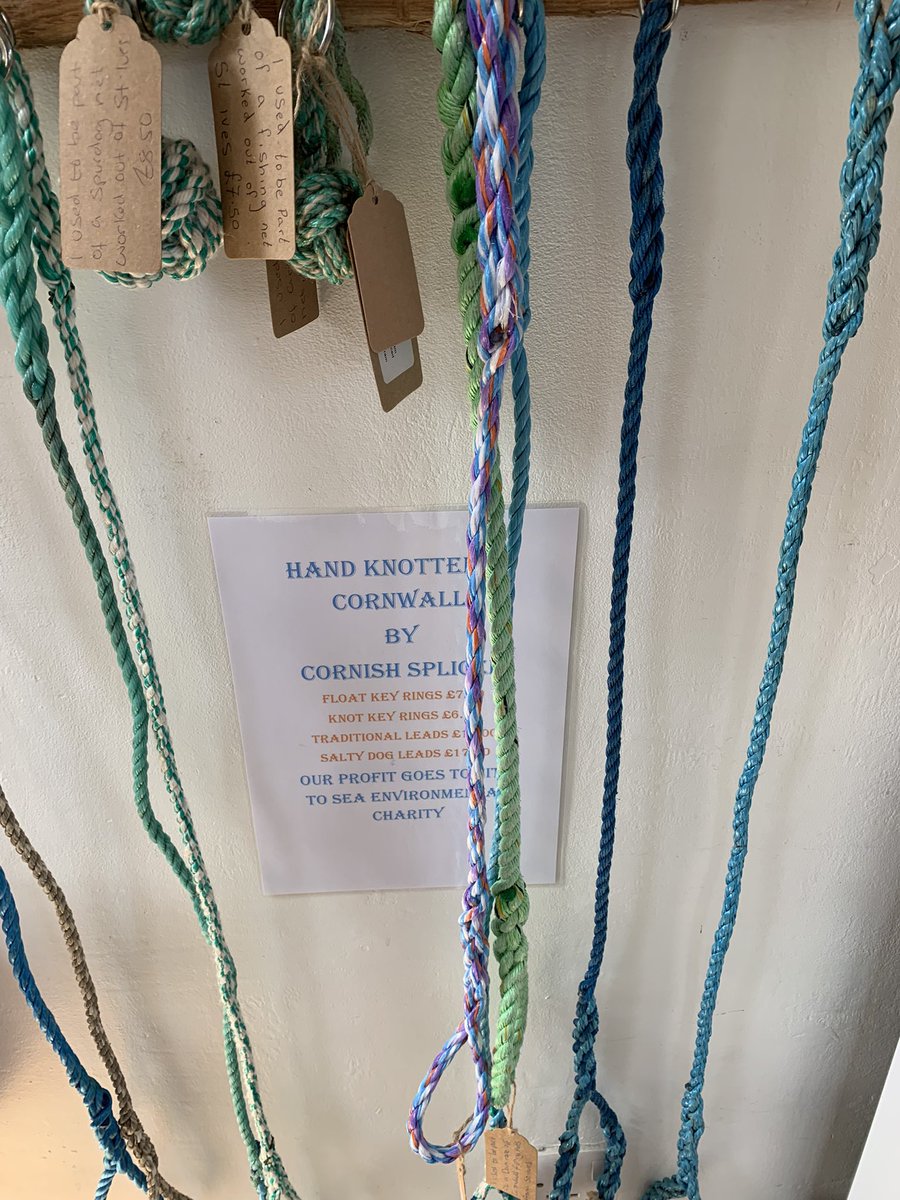 I used to be part
of a spurdog net
worked out of St Ives
£8.50
I used to be Part
of a fishing net
worked out of
St Ives £7.50
HAND KNOTTE
CORNWALL
BY
CORNISH SPLIC
FLOAT KEY RINGS £7
KNOT KEY RINGS £6.
TRADITIONAL LEADS £
SALTY DOG LEADS £17
OUR PROFIT GOES TO
TO SEA ENVIRONMENTA
CHARITY